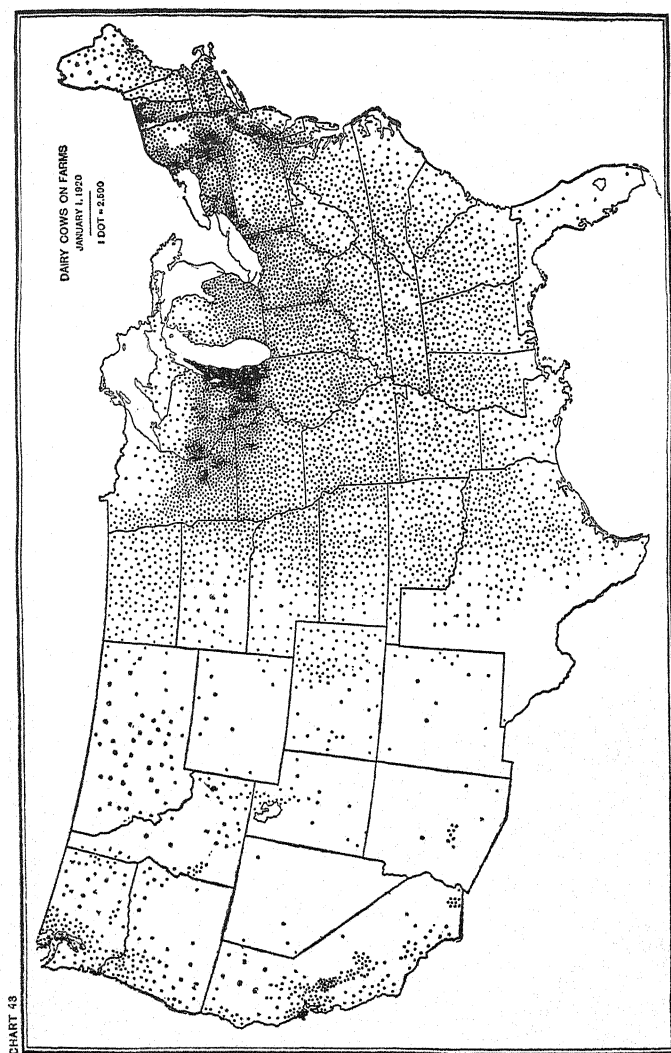 CHART 43
DAIRY COWS ON FARMS
JANUARY 1, 1920
1 DOT = 2,500